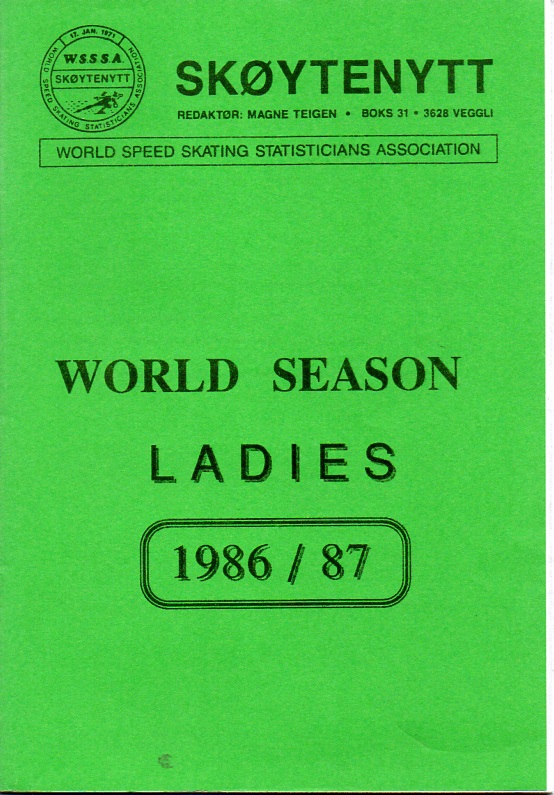 17. JAN. 1971
W.S.S.S.A.
SKØYTENYTT
WORLD SPEED SKATING STATISTICIANS ASSOCIATION
SKØYTENYTT
REDAKTØR: MAGNE TEIGEN • BOKS 31 • 3628 VEGGLI
WORLD SPEED SKATING STATISTICIANS ASSOCIATION
WORLD SEASON
LADIES
1986 / 87